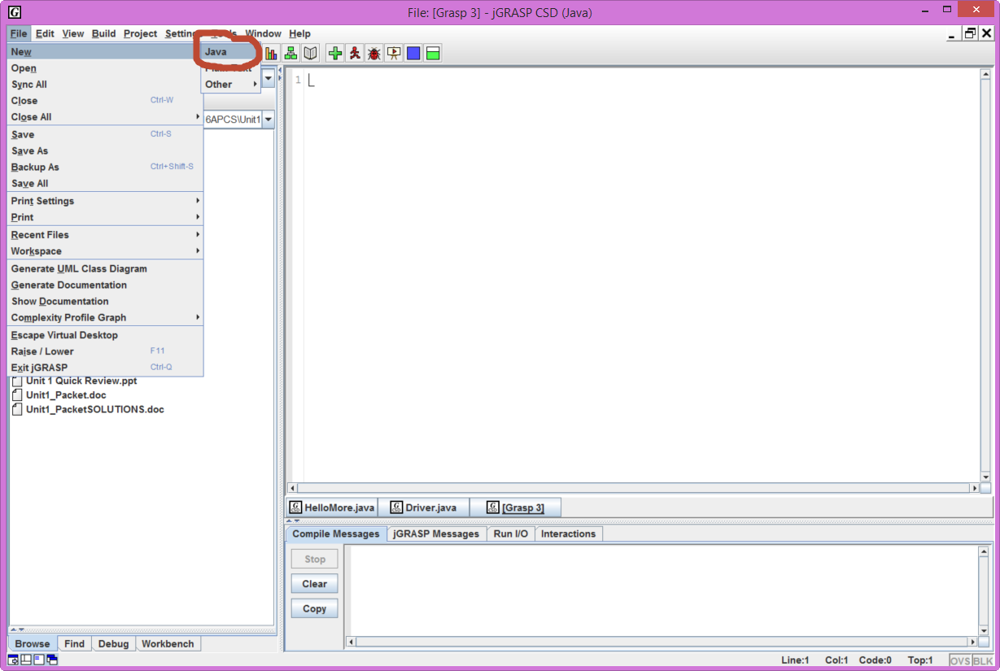 File: [Grasp 3] - jGRASP CSD (Java)
File Edit View Build Project Settings Tools Window Help
New
Java
Open
Plain Text
Sync All
Other
Close Ctrl-W
Close All
6APCS\Unit1
Save Ctrl-S
Save As
Backup As Ctrl+Shift-S
Save All
Print Settings
Print
Recent Files
Workspace
Generate UML Class Diagram
Generate Documentation
Show Documentation
Complexity Profile Graph
Escape Virtual Desktop
Raise / Lower F11
Exit jGRASP Ctrl-Q
Unit 1 Quick Review.ppt
Unit1_Packet.doc
Unit1_PacketSOLUTIONS.doc
1
HelloMore.java Driver.java [Grasp 3]
Compile Messages jGRASP Messages Run I/O Interactions
Stop
Clear
Copy
Browse Find Debug Workbench
Line:1 Col:1 Code:0 Top:1 OVS BLK